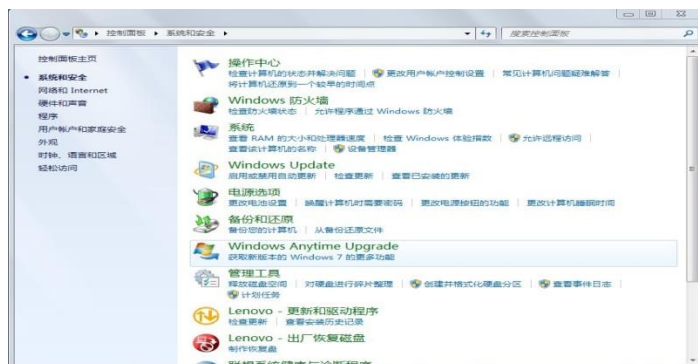 控制面板 ▸ 系统和安全 ▸
搜索控制面板
控制面板主页
系统和安全
网络和 Internet
硬件和声音
程序
用户帐户和家庭安全
外观
时钟、语言和区域
轻松访问
操作中心
检查计算机的状态并解决问题 | 更改用户帐户控制设置 | 常见计算机问题疑难解答
将计算机还原到一个较早的时间点
Windows 防火墙
检查防火墙状态 | 允许程序通过 Windows 防火墙
系统
查看 RAM 的大小和处理器速度 | 检查 Windows 体验指数 | 允许远程访问
查看该计算机的名称 | 设备管理器
Windows Update
启用或禁用自动更新 | 检查更新 | 查看已安装的更新
电源选项
更改电池设置 | 唤醒计算机时需要密码 | 更改电源按钮的功能 | 更改计算机睡眠时间
备份和还原
备份您的计算机 | 从备份还原文件
Windows Anytime Upgrade
获取新版本的 Windows 7 的更多功能
管理工具
释放磁盘空间 | 对硬盘进行碎片整理 | 创建并格式化硬盘分区 | 查看事件日志
计划任务
Lenovo - 更新和驱动程序
检查更新 | 查看安装历史记录
Lenovo - 出厂恢复磁盘
制作恢复盘